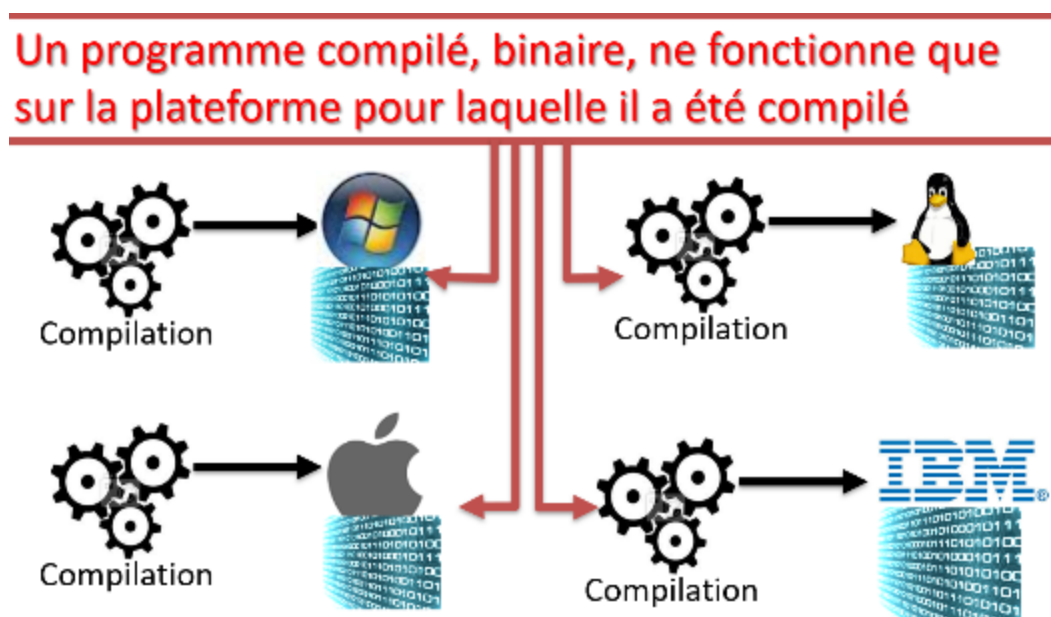 Un programme compilé, binaire, ne fonctionne que
sur la plateforme pour laquelle il a été compilé
Compilation
Compilation
Compilation
IBM®
Compilation